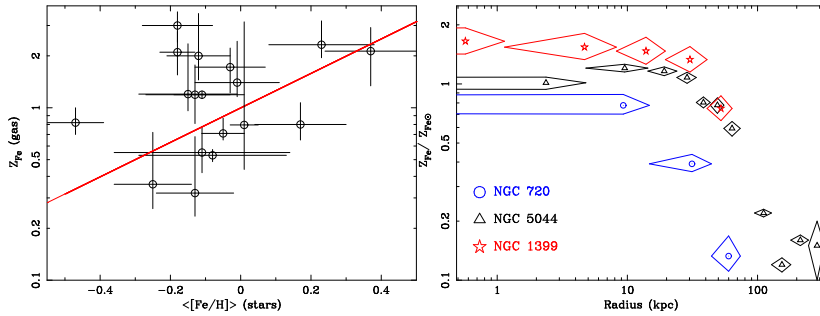 2
1
0.5
0.2
0.1
Z_Fe (gas)
−0.4
−0.2
0
0.2
0.4
<[Fe/H]> (stars)
2
1
0.5
0.2
0.1
Z_Fe / Z_Fe⊙
NGC 720
NGC 5044
NGC 1399
1
10
100
Radius (kpc)